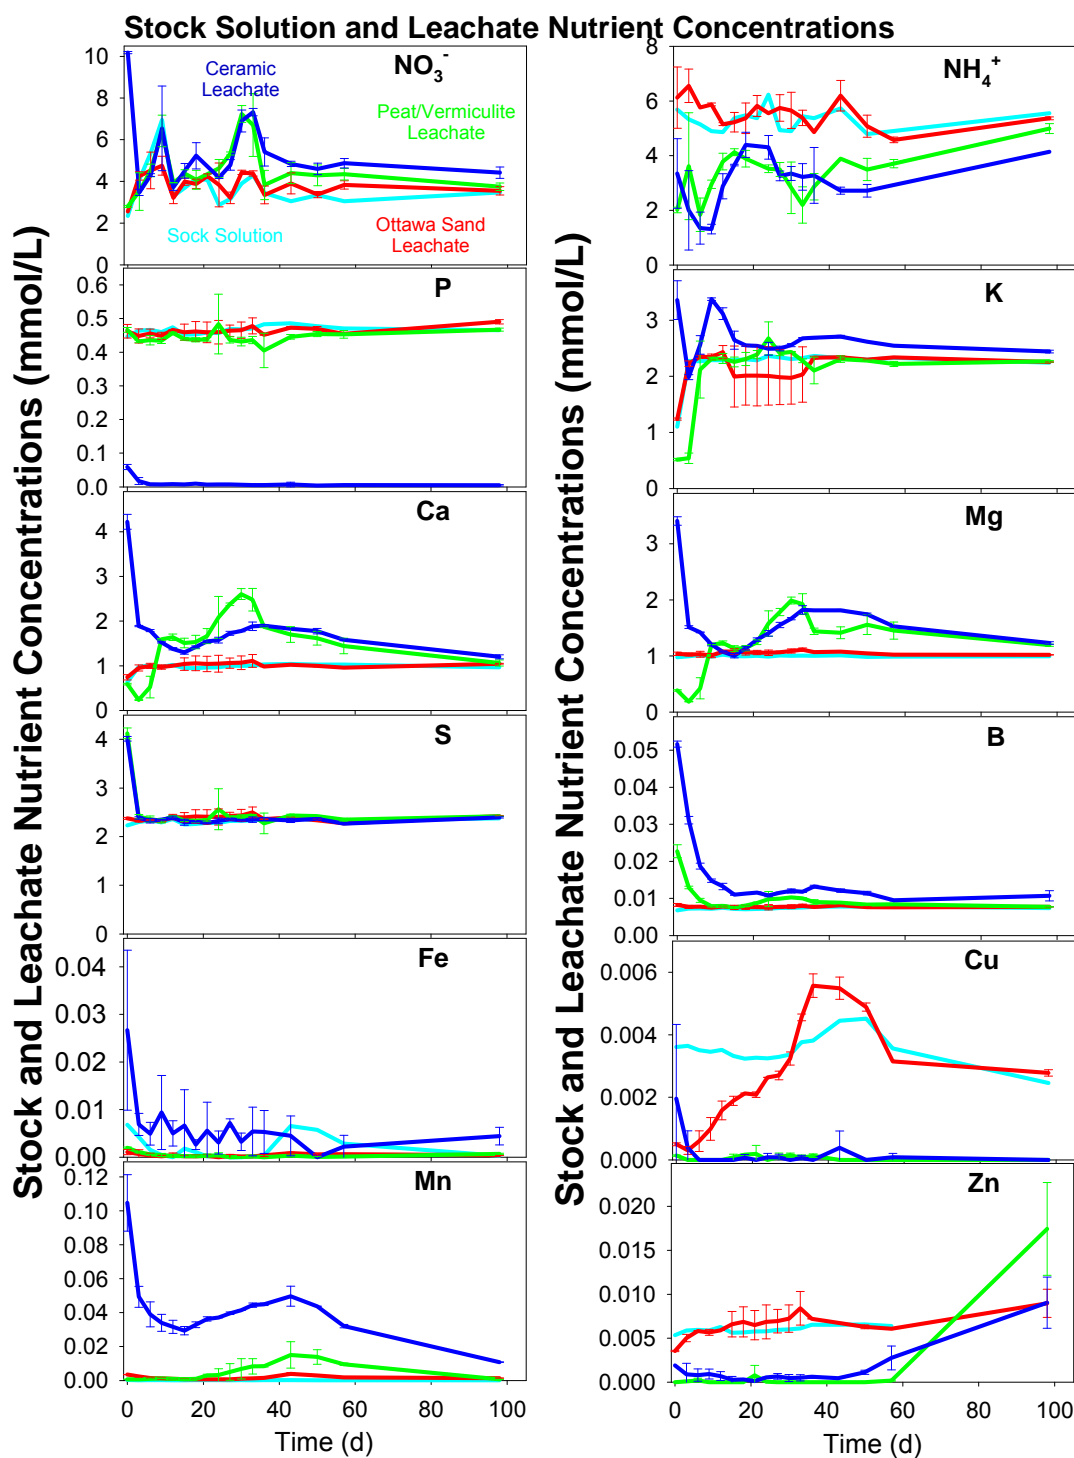 Stock Solution and Leachate Nutrient Concentrations
Stock and Leachate Nutrient Concentrations (mmol/L)
NO3-
Ceramic
Leachate
Peat/Vermiculite
Leachate
Sock Solution
Ottawa Sand
Leachate
10
8
6
4
2
0
P
0.6
0.5
0.4
0.3
0.2
0.1
0.0
Ca
4
3
2
1
0
S
4
3
2
1
0
Fe
0.04
0.03
0.02
0.01
0.00
Mn
0.12
0.10
0.08
0.06
0.04
0.02
0.00
0 20 40 60 80 100
Time (d)
Stock and Leachate Nutrient Concentrations (mmol/L)
NH4+
8
6
4
2
0
K
3
2
1
0
Mg
3
2
1
0
B
0.05
0.04
0.03
0.02
0.01
0.00
Cu
0.006
0.004
0.002
0.000
Zn
0.020
0.015
0.010
0.005
0.000
0 20 40 60 80 100
Time (d)